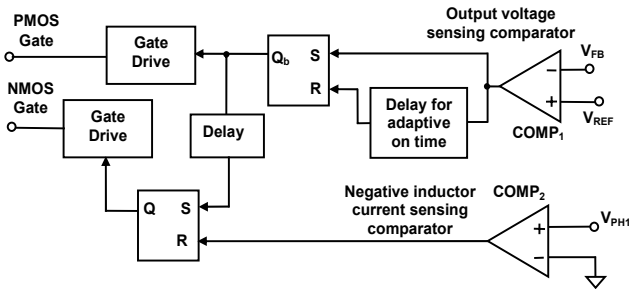 PMOS
Gate
Gate
Drive
Output voltage
sensing comparator
Qb
S
R
VFB
VREF
COMP1
Delay for
adaptive
on time
NMOS
Gate
Gate
Drive
Delay
Q
S
R
Negative inductor
current sensing
comparator
COMP2
VPH1